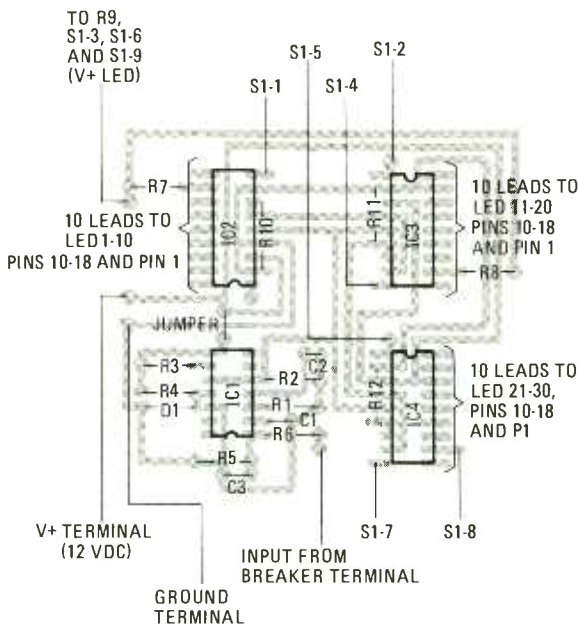 TO R9,
S1-3, S1-6
AND S1-9
(V+ LED)
S1-5
S1-2
S1-1
S1-4
R7
10 LEADS TO
LED 1-10
PINS 10-18 AND PIN 1
IC2
R10
R11
IC3
10 LEADS TO
LED 11-20
PINS 10-18
AND PIN 1
R8
JUMPER
R3
R4
D1
IC1
R2
C2
R1
C1
R6
R5
C3
R12
IC4
10 LEADS TO
LED 21-30,
PINS 10-18
AND P1
V+ TERMINAL
(12 VDC)
GROUND
TERMINAL
INPUT FROM
BREAKER TERMINAL
S1-7
S1-8